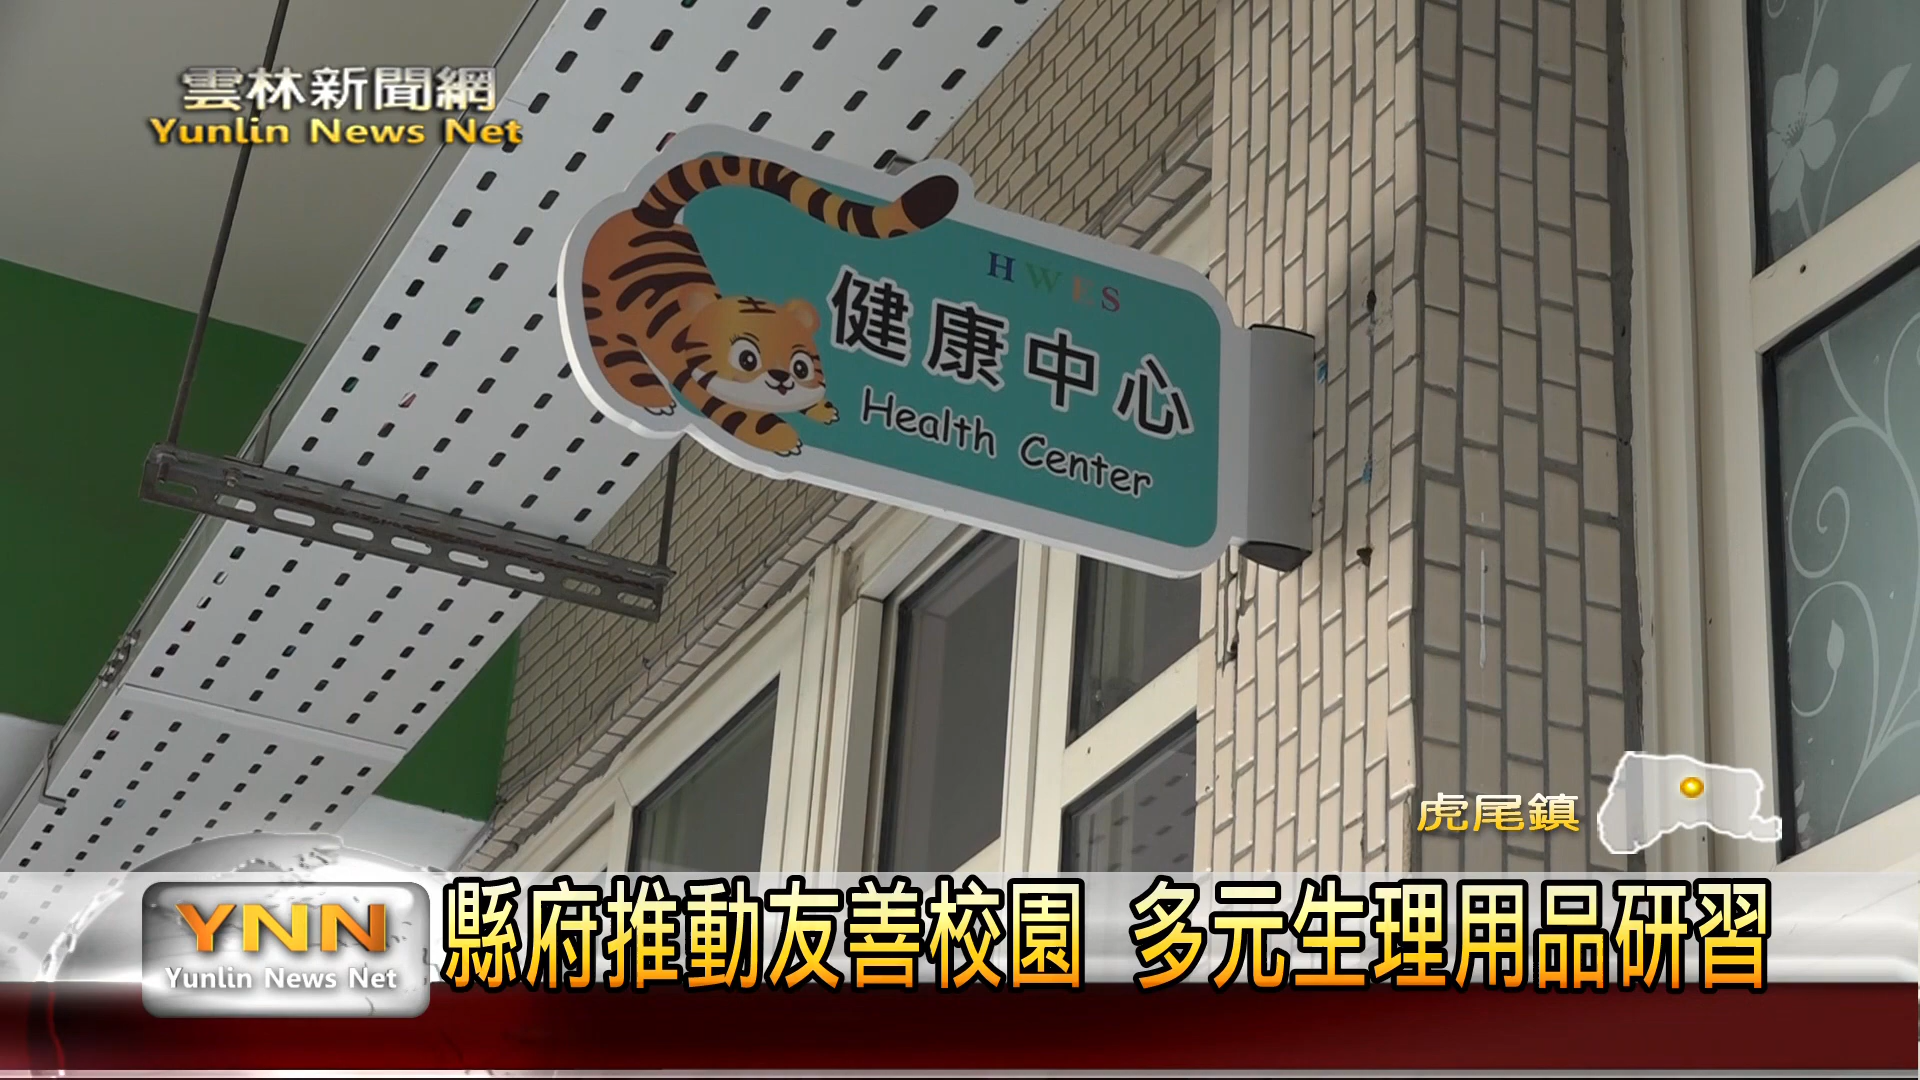 雲林新聞網
Yunlin News Net
HWES
健康中心
Health Center
虎尾鎮
YNN
Yunlin News Net
縣府推動友善校園 多元生理用品研習